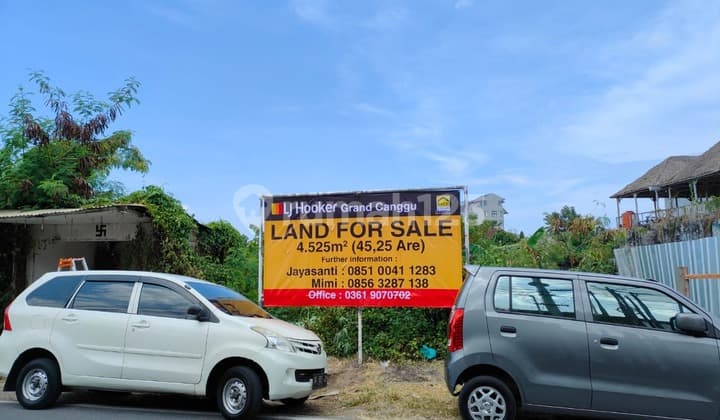 LJ Hooker Grand Canggu
LAND FOR SALE
4.525m² (45,25 Are)
Further information :
Jayasanti : 0851 0041 1283
Mimi : 0856 3287 138
Office : 0361 9070702